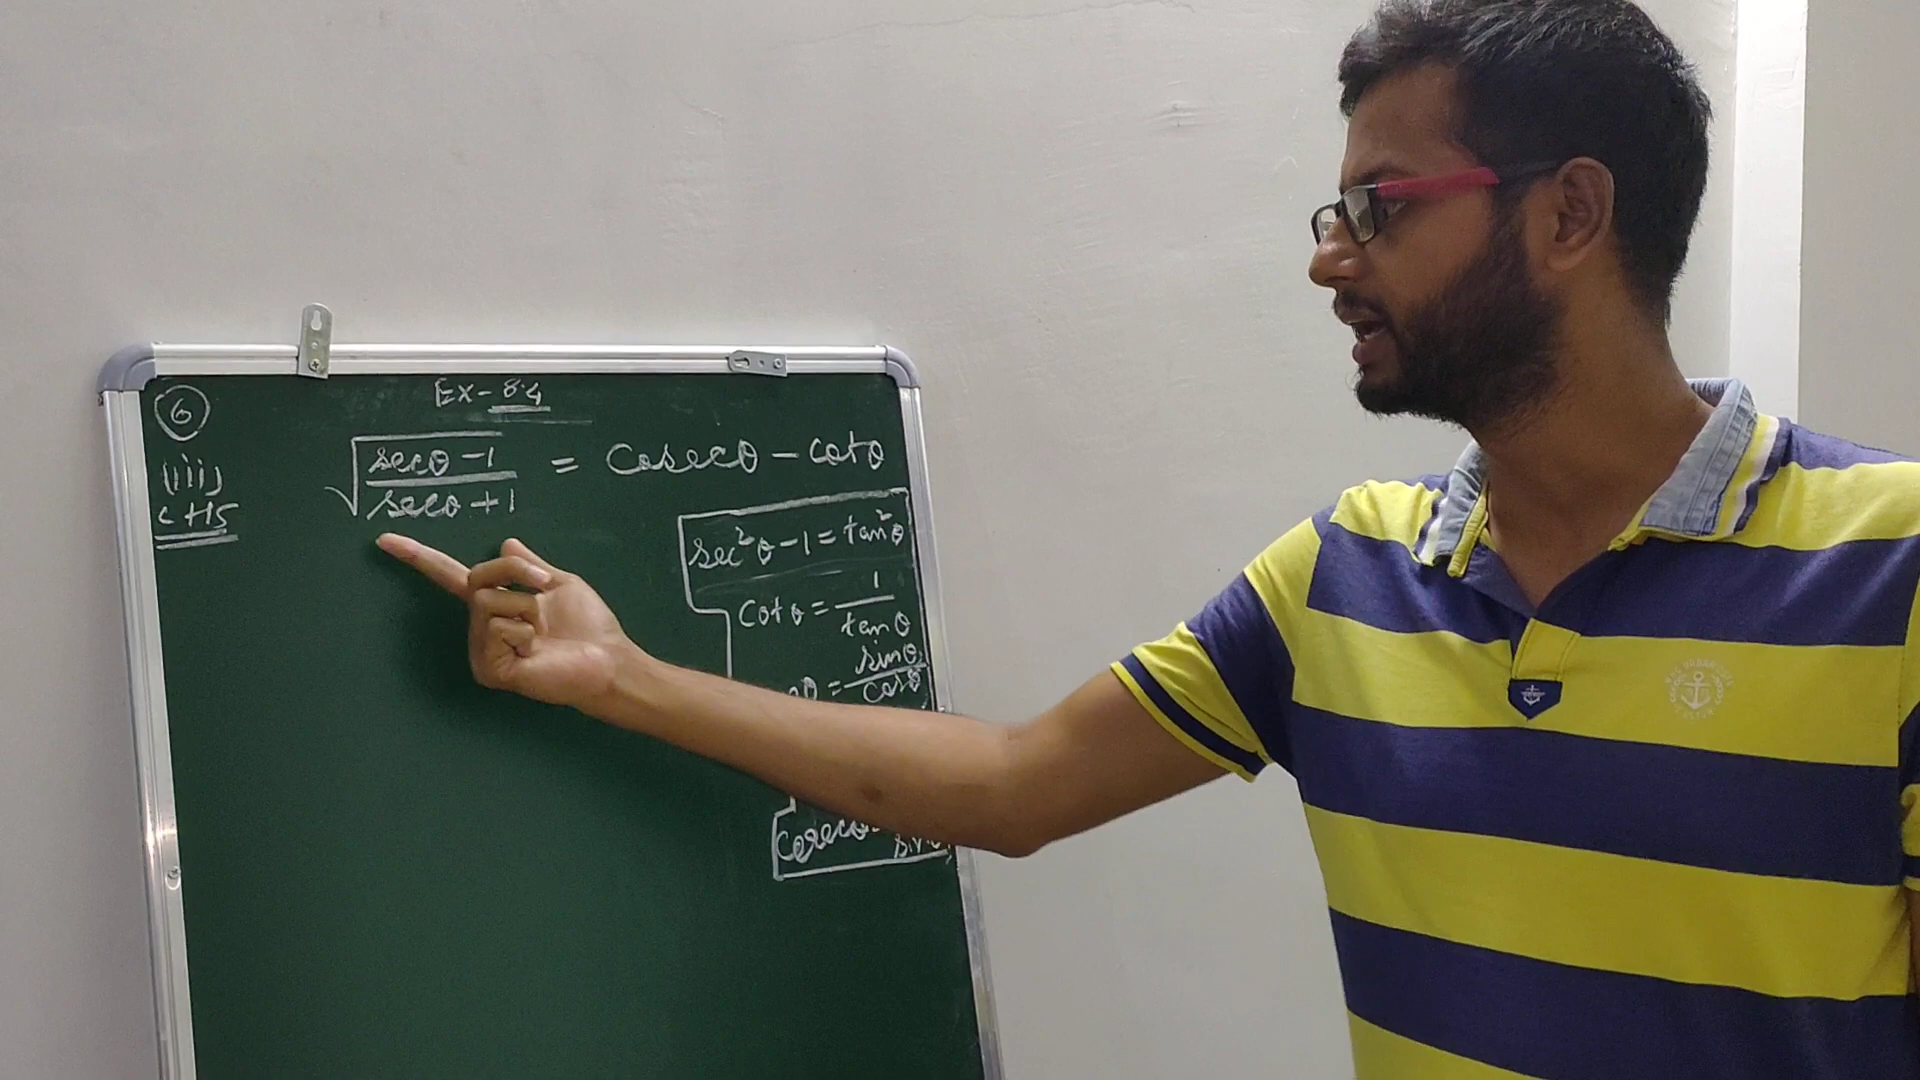 6
Ex-8.4
(iii) √(secθ-1 / secθ+1) = cosecθ - cotθ
LHS
sec²θ-1=tan²θ
cotθ = 1/tanθ
θ = sinθ/cosθ
cosecθ